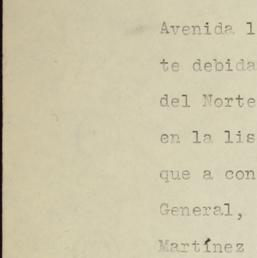 Avenida 1
te debida
del Norte
en la lis
que a con
General,
Martínez